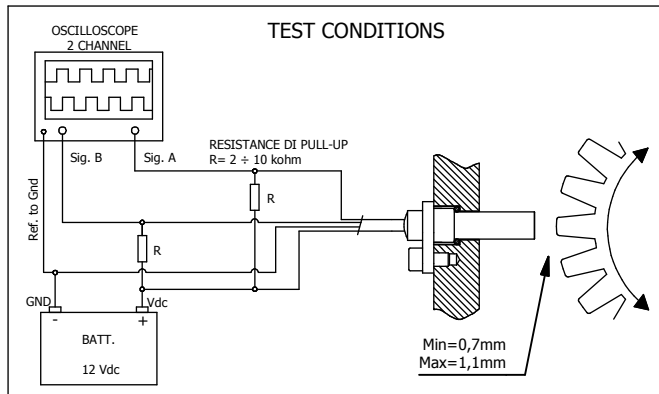 TEST CONDITIONS
OSCILLOSCOPE
2 CHANNEL
Sig. B
Sig. A
Ref. to Gnd
RESISTANCE DI PULL-UP
R= 2 ÷ 10 kohm
R
R
GND
Vdc
- +
BATT.
12 Vdc
Min=0,7mm
Max=1,1mm